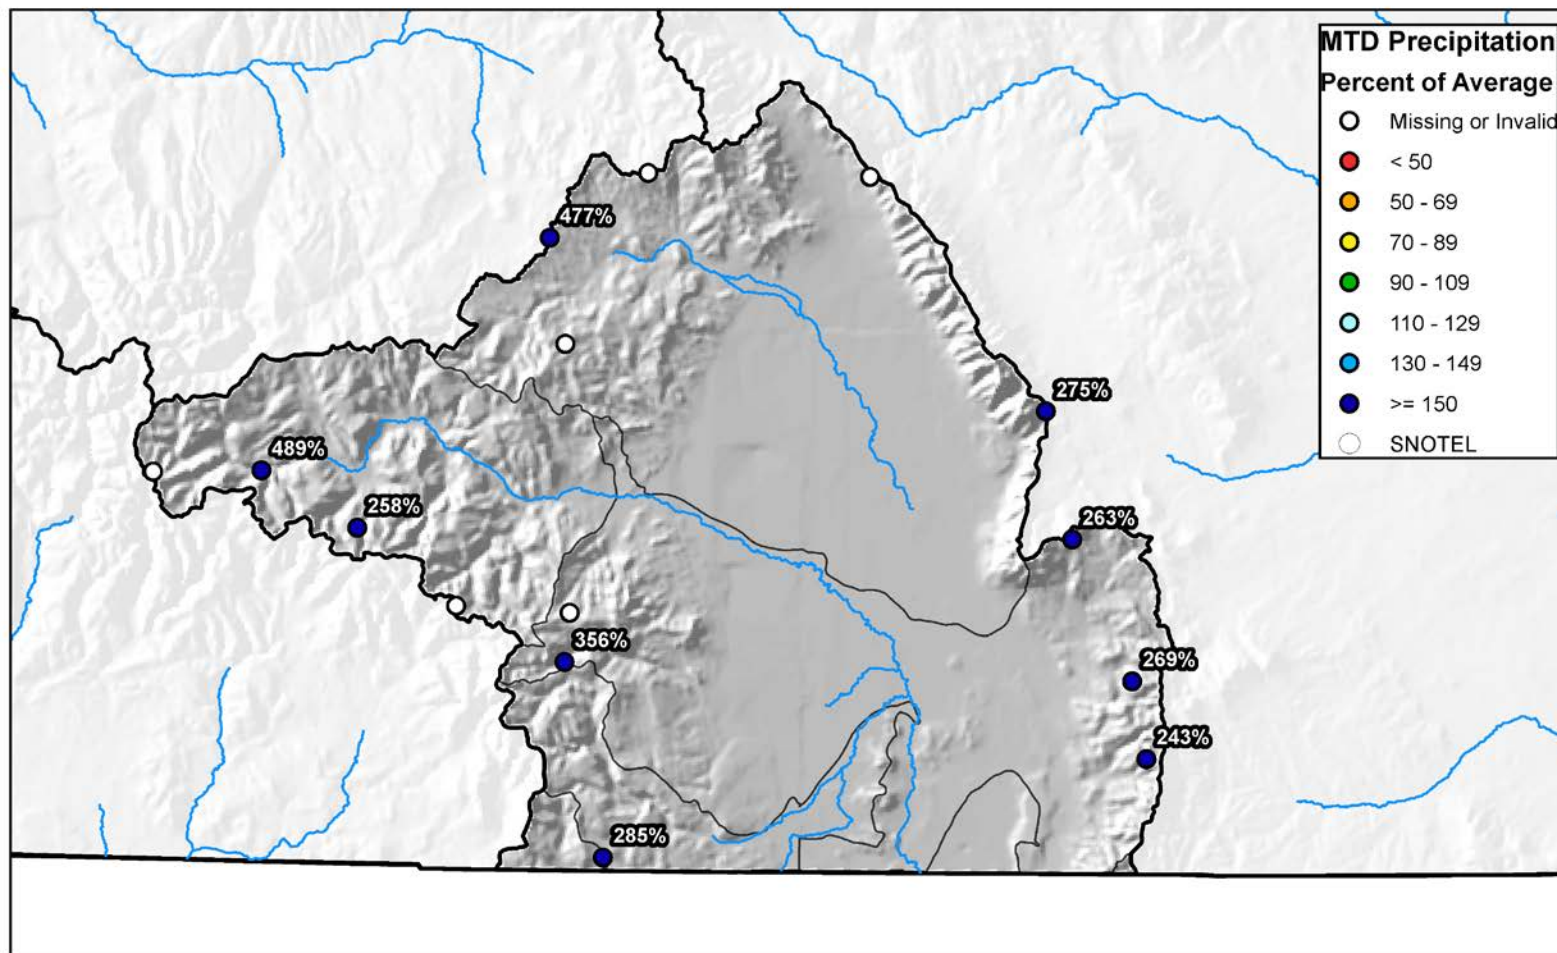 MTD Precipitation
Percent of Average
Missing or Invalid
< 50
50 - 69
70 - 89
90 - 109
110 - 129
130 - 149
>= 150
SNOTEL
477%
275%
489%
258%
263%
356%
269%
243%
285%